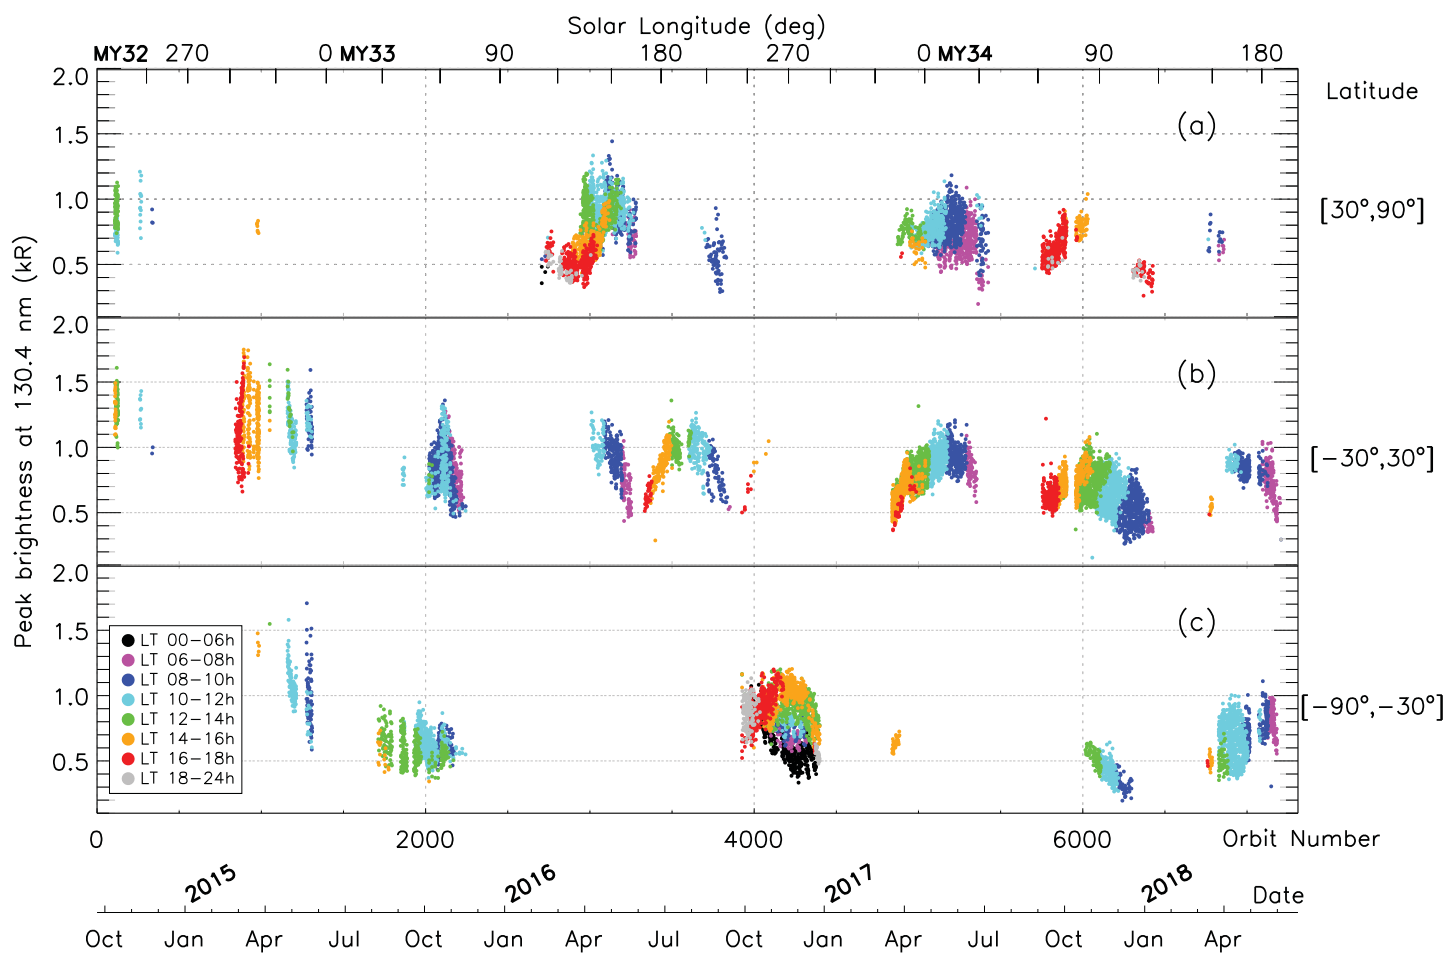 Solar Longitude (deg)
MY32 270 0 MY33 90 180 270 0 MY34 90 180
Latitude
Peak brightness at 130.4 nm (kR)
2.0
1.5
1.0
0.5
(a)
[30°,90°]
2.0
1.5
1.0
0.5
(b)
[−30°,30°]
2.0
1.5
1.0
0.5
(c)
[−90°,−30°]
LT 00−06h
LT 06−08h
LT 08−10h
LT 10−12h
LT 12−14h
LT 14−16h
LT 16−18h
LT 18−24h
0 2000 4000 6000 Orbit Number
2015 2016 2017 2018 Date
Oct Jan Apr Jul Oct Jan Apr Jul Oct Jan Apr Jul Oct Jan Apr